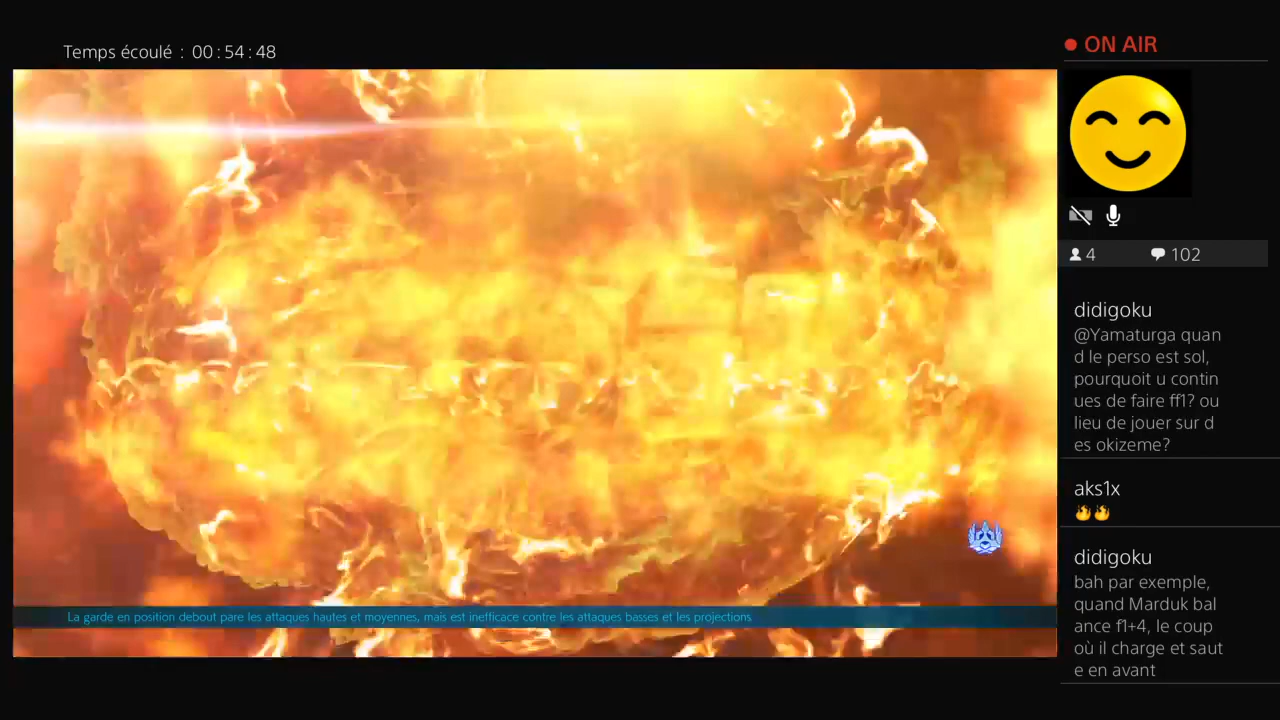 Temps écoulé : 00:54:48
ON AIR
4
102
didigoku
@Yamaturga quan
d le perso est sol,
pourquoit u contin
ues de faire ff1? ou
lieu de jouer sur d
es okizeme?
aks1x
didigoku
bah par exemple,
quand Marduk bal
ance f1+4, le coup
où il charge et saut
e en avant
La garde en position debout pare les attaques hautes et moyennes, mais est inefficace contre les attaques basses et les projections